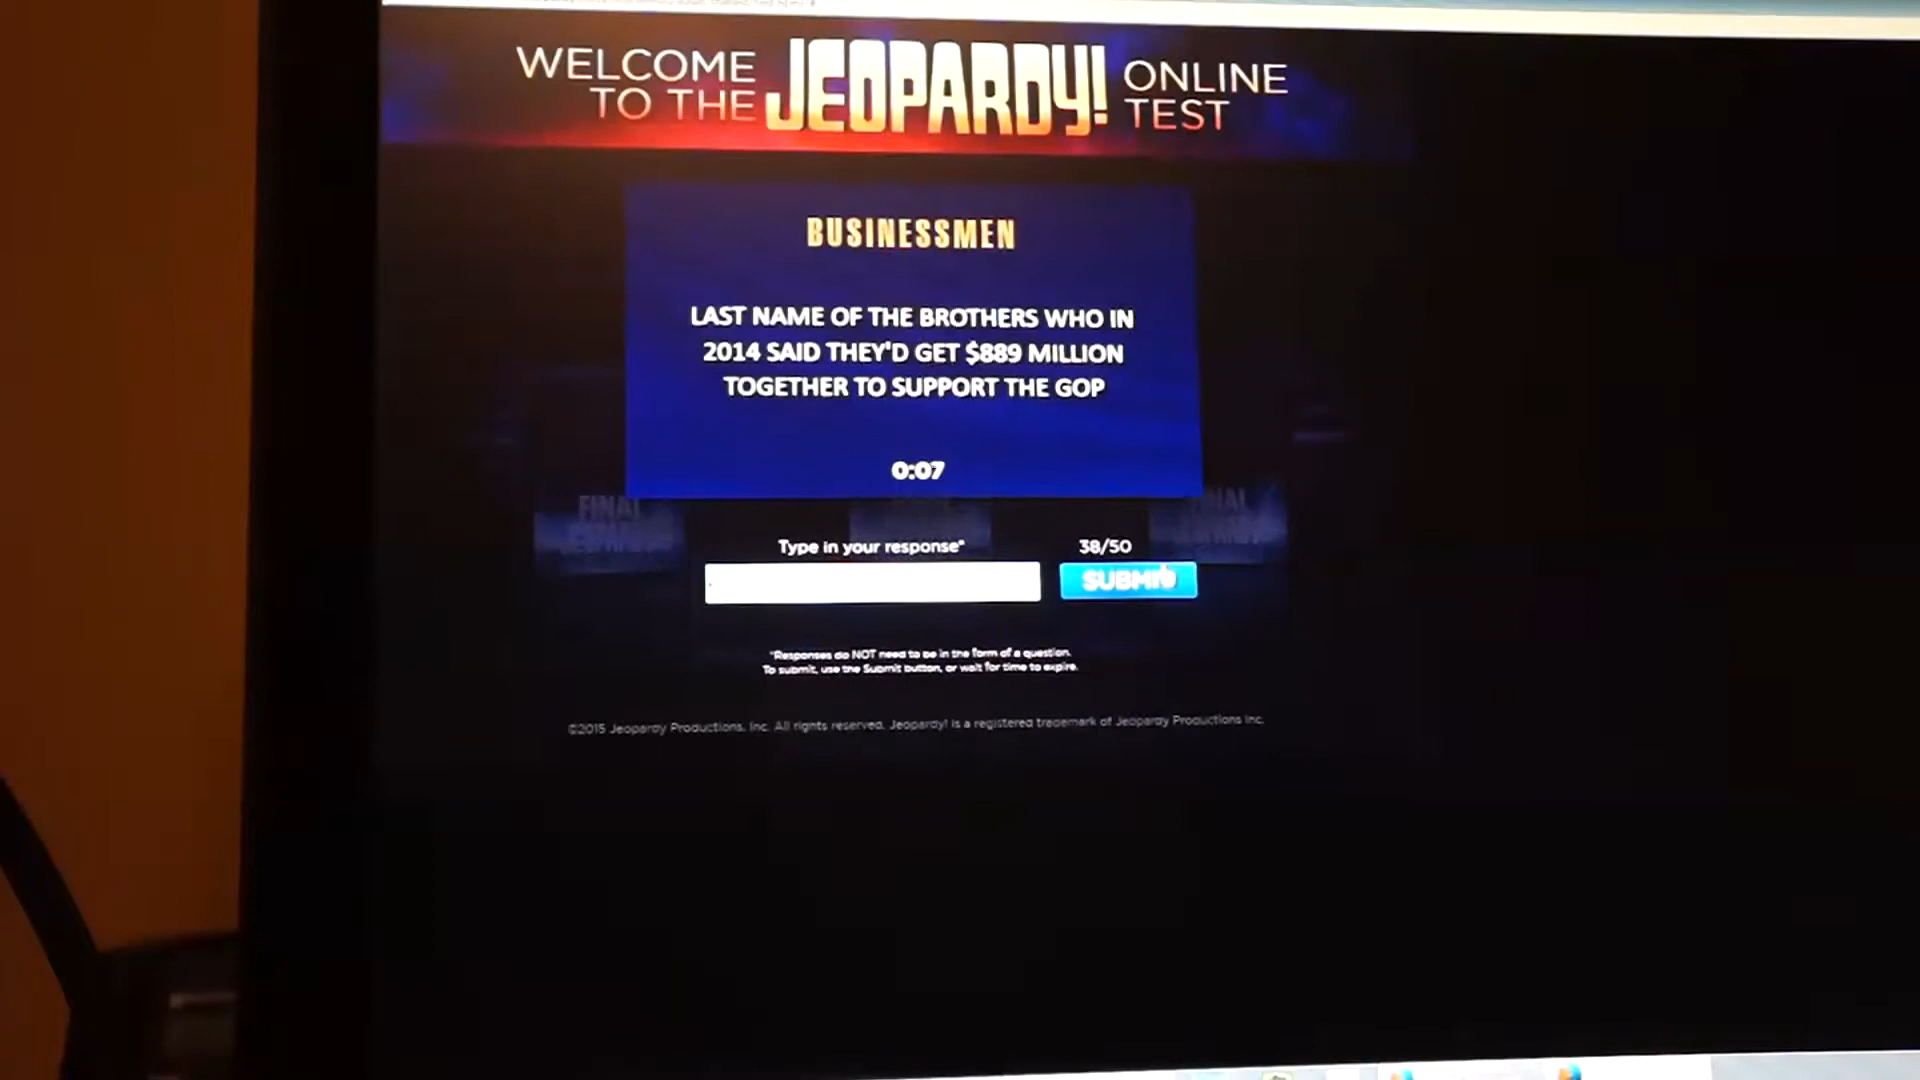 WELCOME TO THE JEOPARDY! ONLINE TEST
BUSINESSMEN
LAST NAME OF THE BROTHERS WHO IN
2014 SAID THEY'D GET $889 MILLION
TOGETHER TO SUPPORT THE GOP
0:07
FINAL
FINAL
Type in your response*
38/50
SUBMIT
*Responses do NOT need to be in the form of a question.
To submit, use the Submit button, or wait for time to expire.
©2015 Jeopardy Productions, Inc. All rights reserved. Jeopardy! is a registered trademark of Jeopardy Productions Inc.